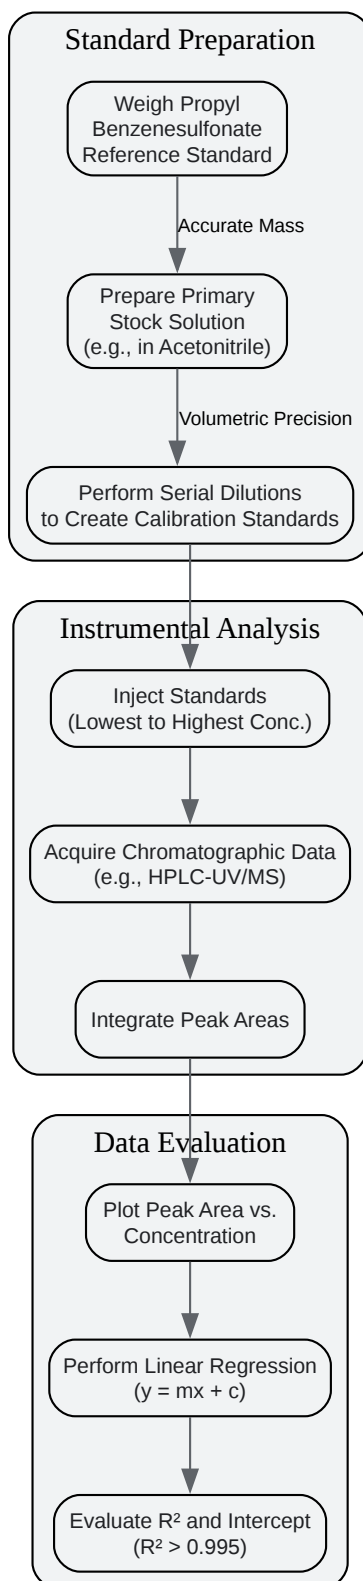 Standard Preparation
Weigh Propyl
Benzenesulfonate
Reference Standard
Accurate Mass
Prepare Primary
Stock Solution
(e.g., in Acetonitrile)
Volumetric Precision
Perform Serial Dilutions
to Create Calibration Standards
Instrumental Analysis
Inject Standards
(Lowest to Highest Conc.)
Acquire Chromatographic Data
(e.g., HPLC-UV/MS)
Integrate Peak Areas
Data Evaluation
Plot Peak Area vs.
Concentration
Perform Linear Regression
(y = mx + c)
Evaluate R² and Intercept
(R² > 0.995)